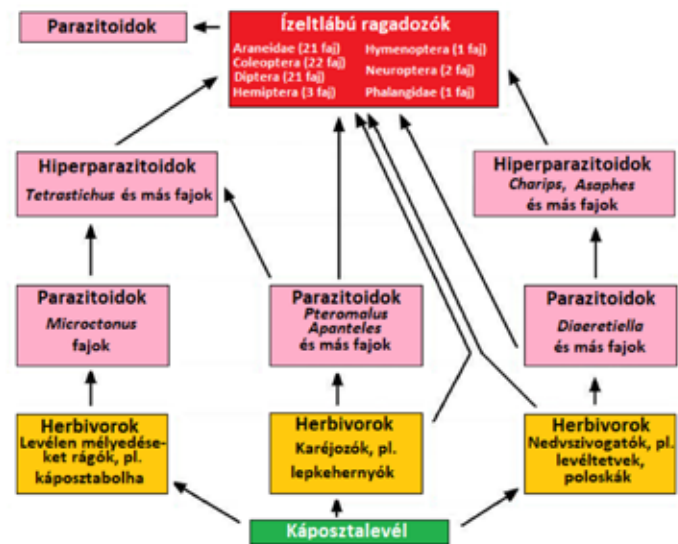 Parazitoidok
Ízeltlábú ragadozók
Araneidae (21 faj)
Coleoptera (22 faj)
Diptera (21 faj)
Hemiptera (3 faj)
Hymenoptera (1 faj)
Neuroptera (2 faj)
Phalangidae (1 faj)
Hiperparazitoidok
Tetrastichus és más fajok
Hiperparazitoidok
Charips, Asaphes
és más fajok
Parazitoidok
Microctonus
fajok
Parazitoidok
Pteromalus
Apanteles
és más fajok
Parazitoidok
Diaeretiella
és más fajok
Herbivorok
Levélen mélyedése-
ket rágók, pl.
káposztabolha
Herbivorok
Karéjozók, pl.
lepkehernyók
Herbivorok
Nedvszivogatók, pl.
levéltetvek,
poloskák
Káposztalevél